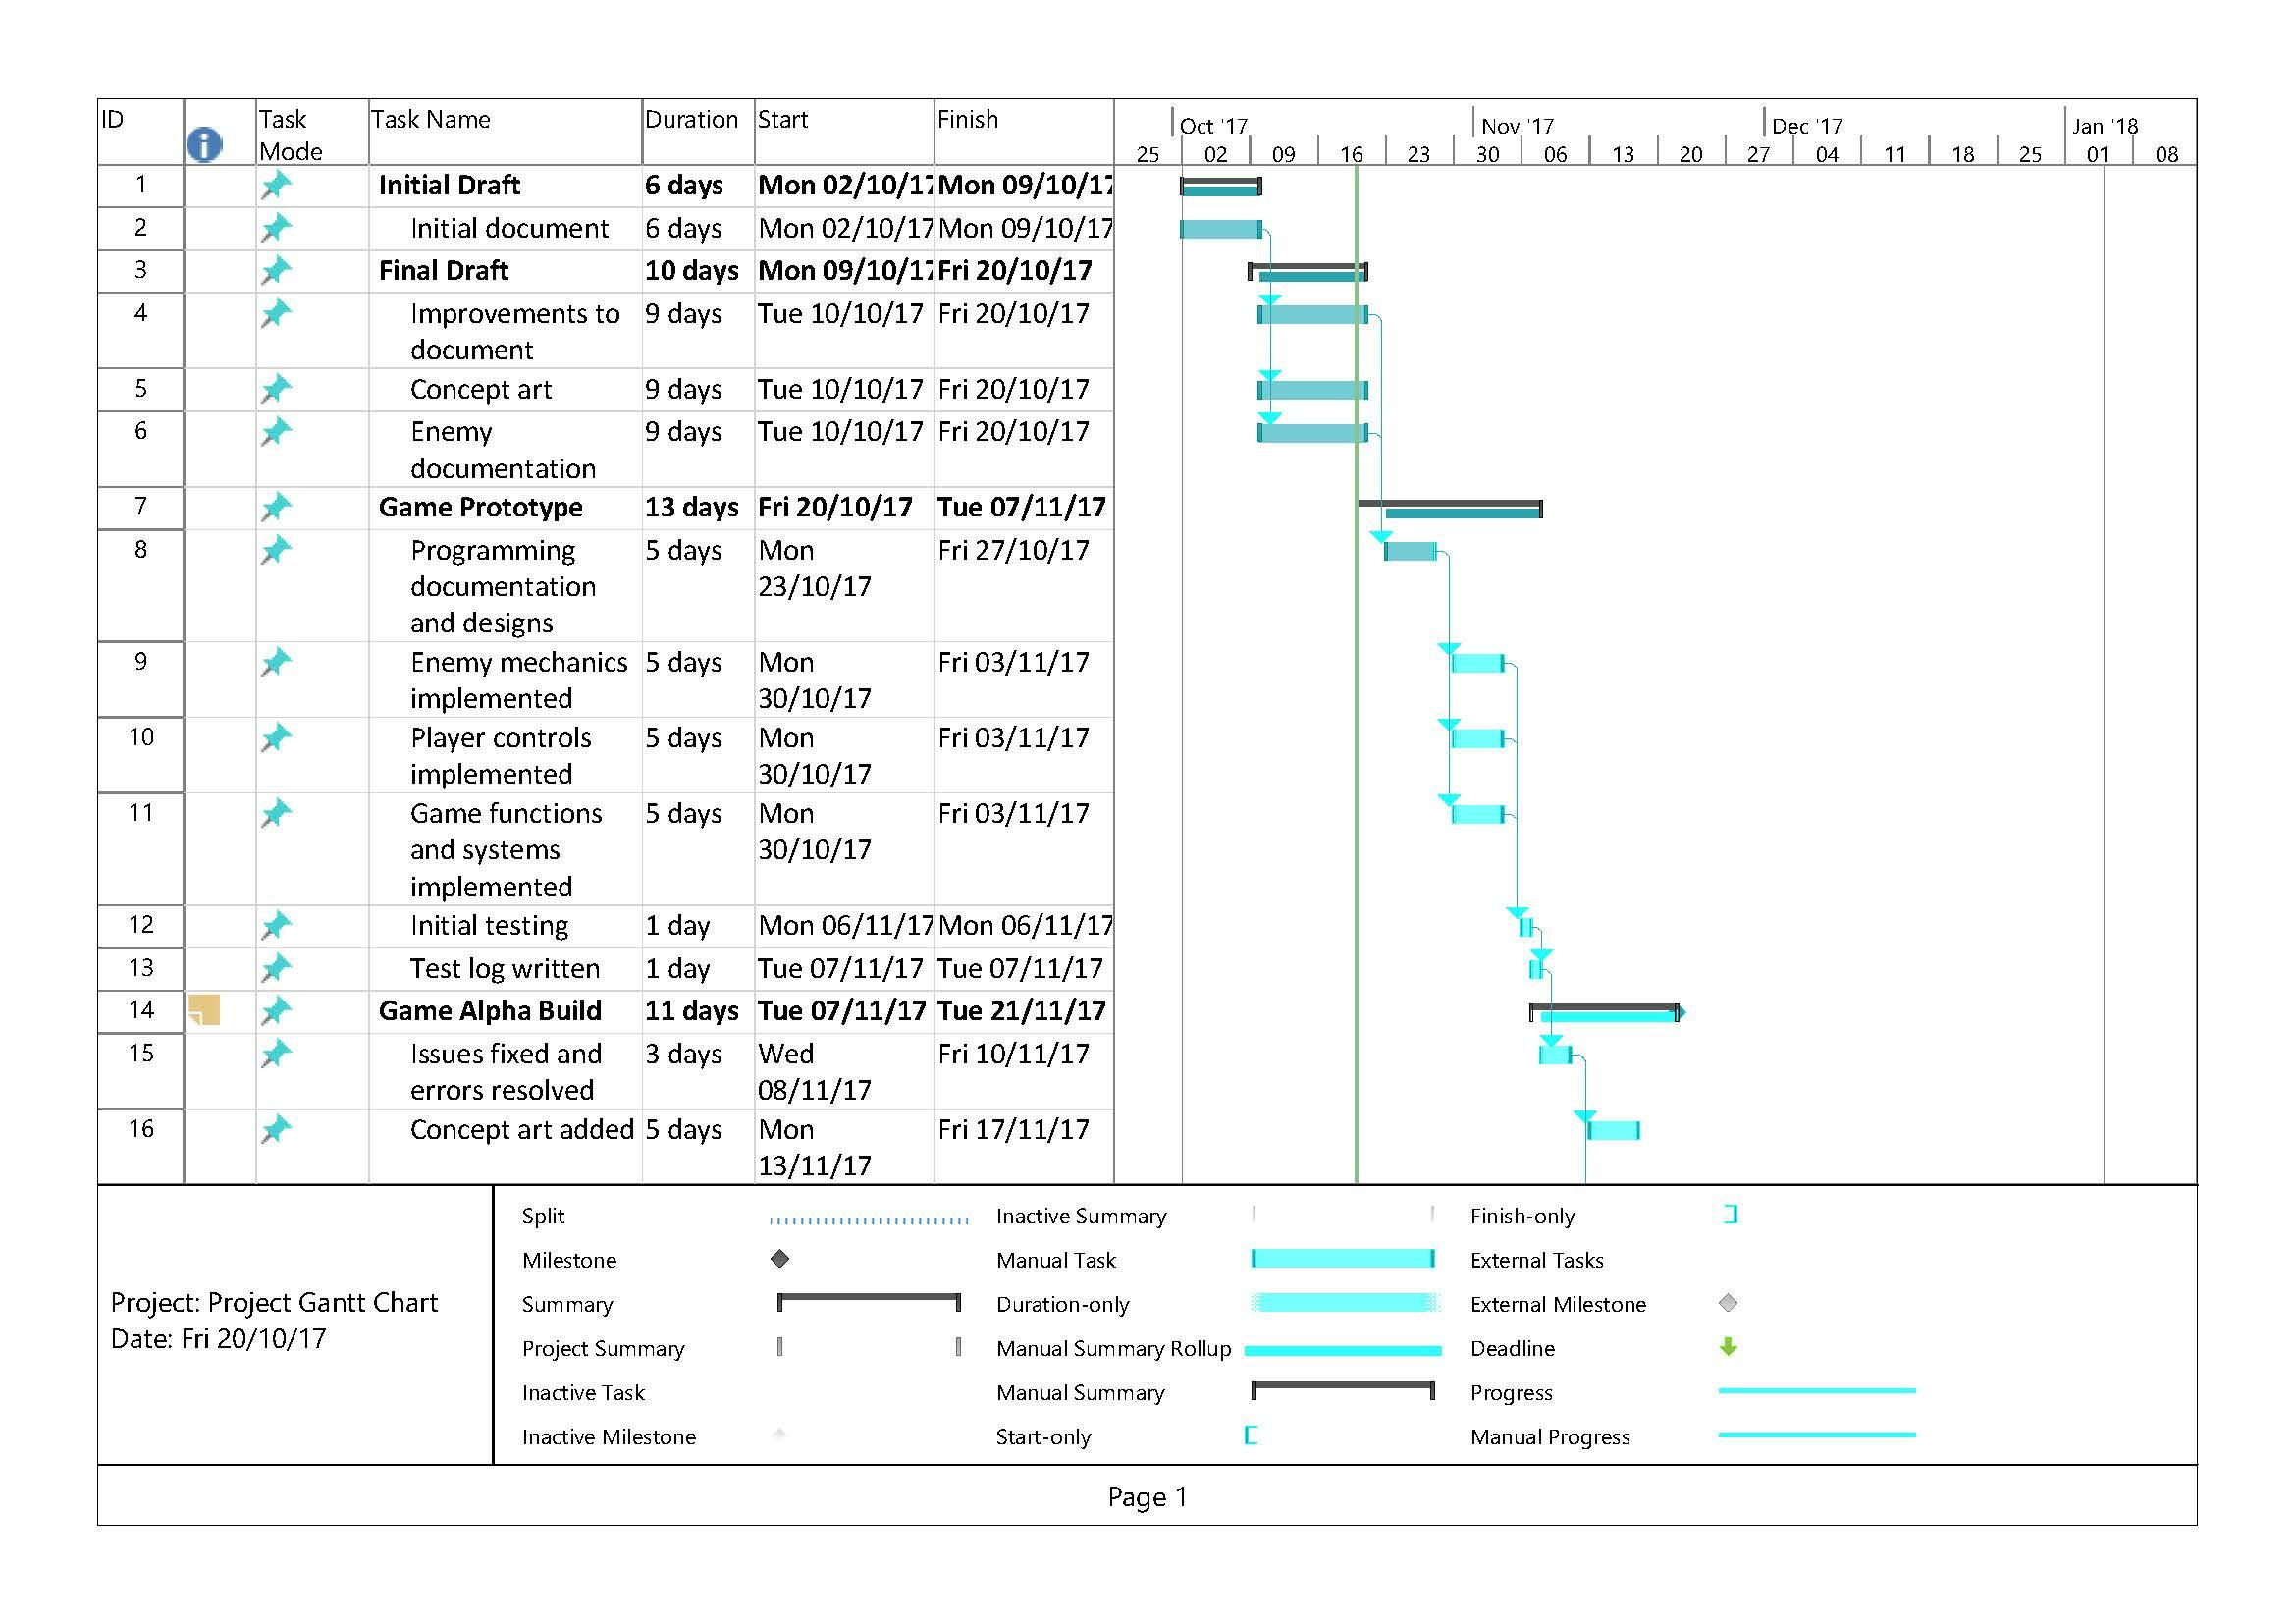 ID Task Mode Task Name Duration Start Finish
Oct '17 Nov '17 Dec '17 Jan '18
25 02 09 16 23 30 06 13 20 27 04 11 18 25 01 08
1 Initial Draft 6 days Mon 02/10/17 Mon 09/10/17
2 Initial document 6 days Mon 02/10/17 Mon 09/10/17
3 Final Draft 10 days Mon 09/10/17 Fri 20/10/17
4 Improvements to document 9 days Tue 10/10/17 Fri 20/10/17
5 Concept art 9 days Tue 10/10/17 Fri 20/10/17
6 Enemy documentation 9 days Tue 10/10/17 Fri 20/10/17
7 Game Prototype 13 days Fri 20/10/17 Tue 07/11/17
8 Programming documentation and designs 5 days Mon 23/10/17 Fri 27/10/17
9 Enemy mechanics implemented 5 days Mon 30/10/17 Fri 03/11/17
10 Player controls implemented 5 days Mon 30/10/17 Fri 03/11/17
11 Game functions and systems implemented 5 days Mon 30/10/17 Fri 03/11/17
12 Initial testing 1 day Mon 06/11/17 Mon 06/11/17
13 Test log written 1 day Tue 07/11/17 Tue 07/11/17
14 Game Alpha Build 11 days Tue 07/11/17 Tue 21/11/17
15 Issues fixed and errors resolved 3 days Wed 08/11/17 Fri 10/11/17
16 Concept art added 5 days Mon 13/11/17 Fri 17/11/17
Project: Project Gantt Chart
Date: Fri 20/10/17
Split
Milestone
Summary
Project Summary
Inactive Task
Inactive Milestone
Inactive Summary
Manual Task
Duration-only
Manual Summary Rollup
Manual Summary
Start-only
Finish-only
External Tasks
External Milestone
Deadline
Progress
Manual Progress
Page 1